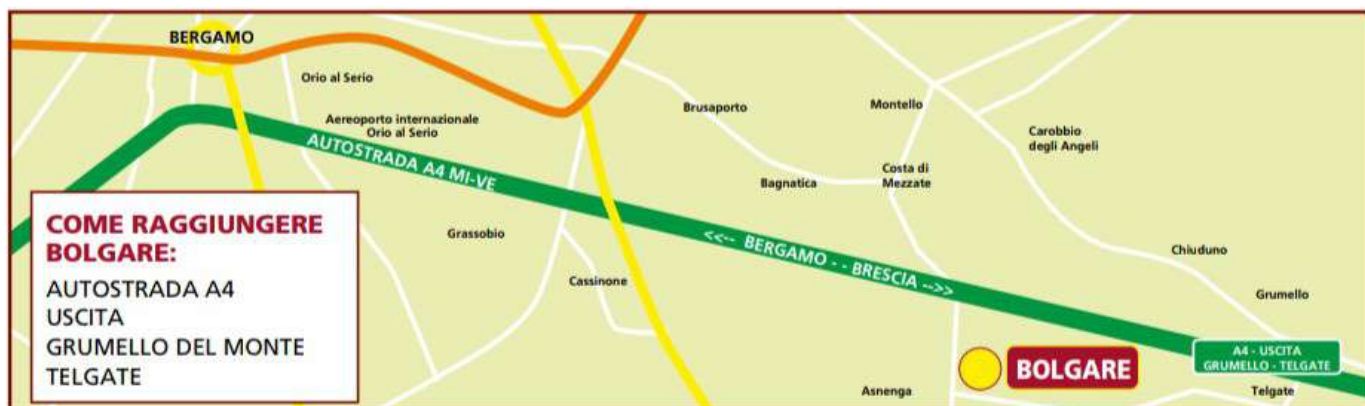 BERGAMO
Orio al Serio
Aereoporto internazionale
Orio al Serio
AUTOSTRADA A4 MI-VE
Brusaporto
Montello
Carobbio
degli Angeli
Bagnatica
Costa di
Mezzate
COME RAGGIUNGERE
BOLGARE:
AUTOSTRADA A4
USCITA
GRUMELLO DEL MONTE
TELGATE
Grassobio
<<-- BERGAMO - - BRESCIA -->>
Chiuduno
Cassinone
Grumello
A4 - USCITA
GRUMELLO - TELGATE
BOLGARE
Asnenga
Telgate